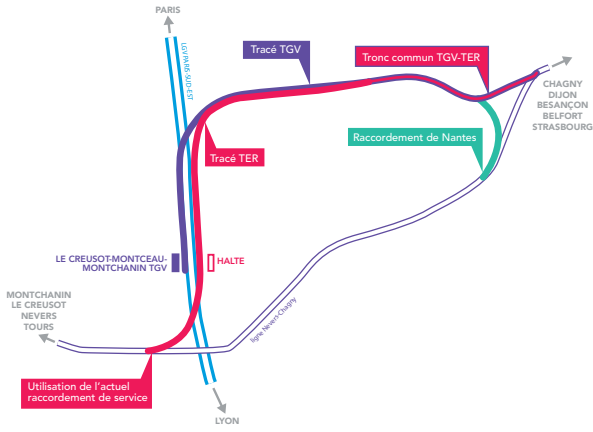 PARIS
LGV PARIS-SUD-EST
Tracé TGV
Tronc commun TGV-TER
CHAGNY
DIJON
BESANÇON
BELFORT
STRASBOURG
Raccordement de Nantes
Tracé TER
LE CREUSOT-MONTCEAU-
MONTCHANIN TGV
HALTE
MONTCHANIN
LE CREUSOT
NEVERS
TOURS
ligne Nevers-Chagny
Utilisation de l'actuel
raccordement de service
LYON